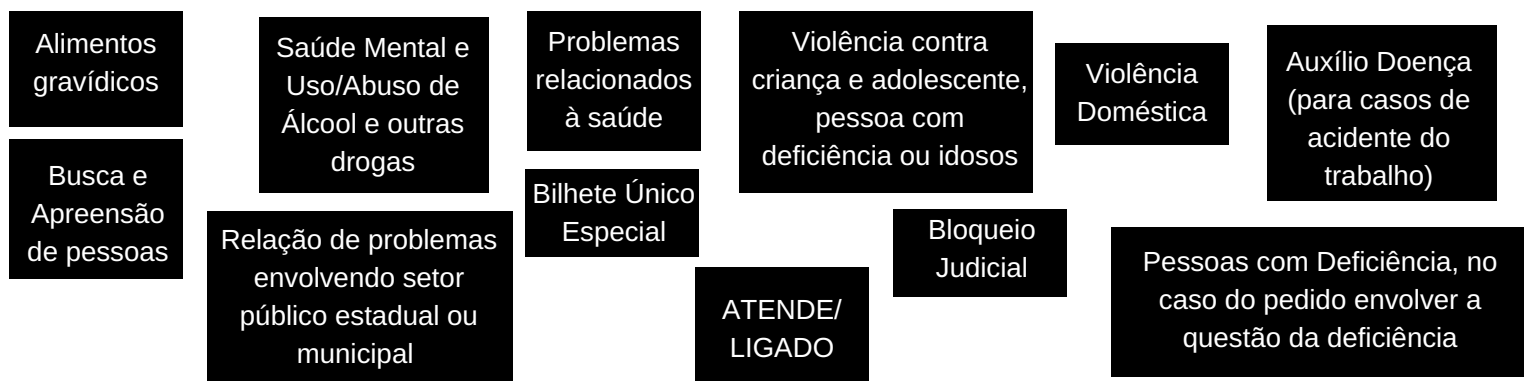 Alimentos
gravídicos
Saúde Mental e
Uso/Abuso de
Álcool e outras
drogas
Problemas
relacionados
à saúde
Violência contra
criança e adolescente,
pessoa com
deficiência ou idosos
Violência
Doméstica
Auxílio Doença
(para casos de
acidente do
trabalho)
Busca e
Apreensão
de pessoas
Relação de problemas
envolvendo setor
público estadual ou
municipal
Bilhete Único
Especial
ATENDE/
LIGADO
Bloqueio
Judicial
Pessoas com Deficiência, no
caso do pedido envolver a
questão da deficiência